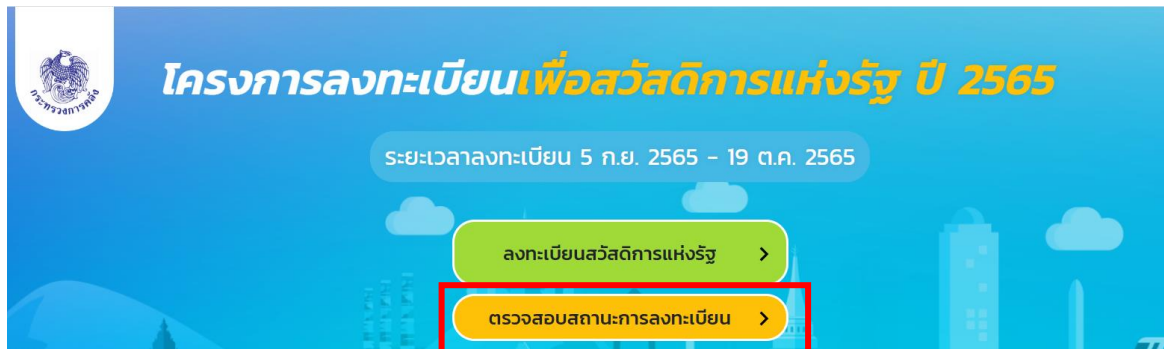 โครงการลงทะเบียนเพื่อสวัสดิการแห่งรัฐ ปี 2565
กระทรวงการคลัง
ระยะเวลาลงทะเบียน 5 ก.ย. 2565 - 19 ต.ค. 2565
ลงทะเบียนสวัสดิการแห่งรัฐ
ตรวจสอบสถานะการลงทะเบียน